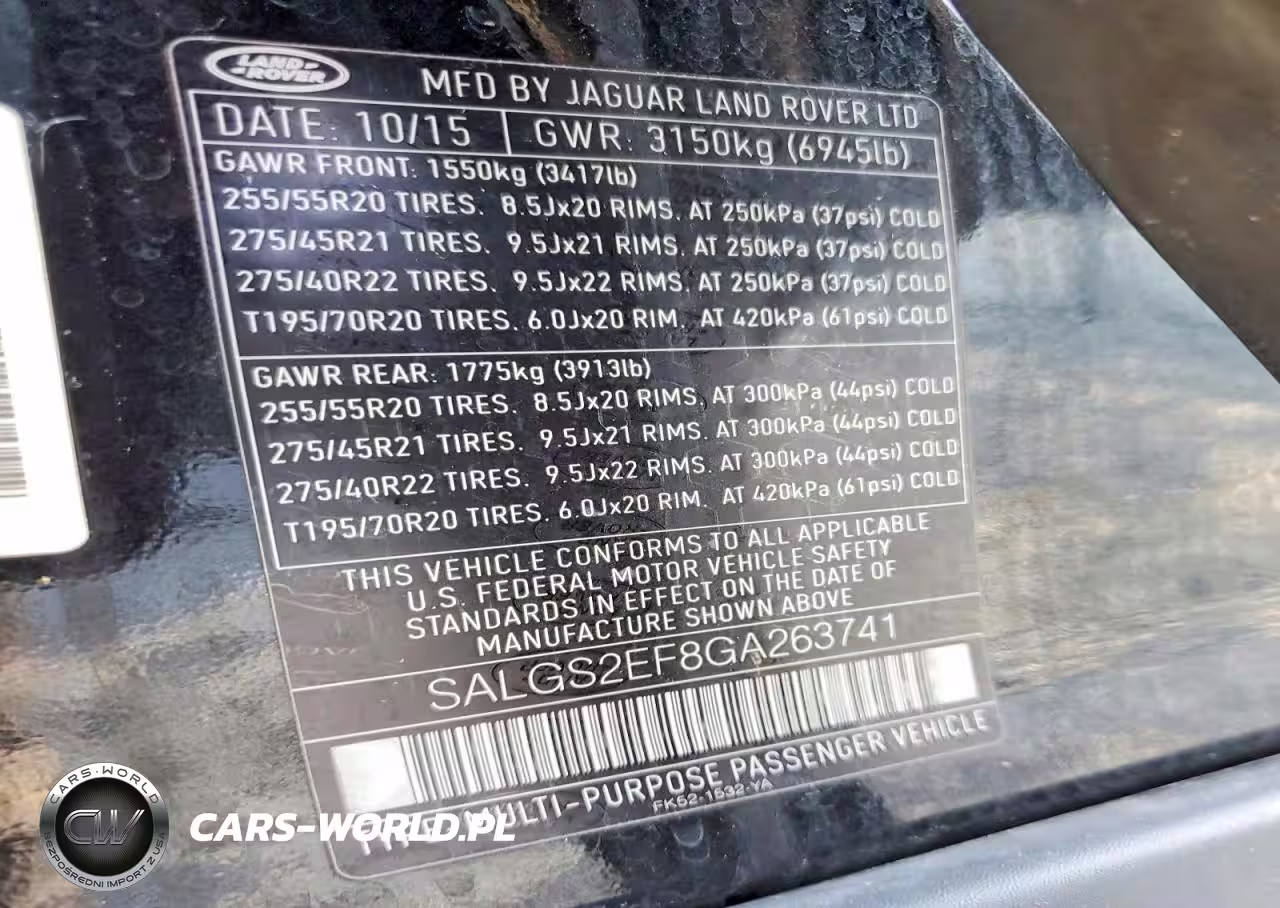 LAND ROVER
MFD BY JAGUAR LAND ROVER LTD
DATE: 10/15 GWR: 3150kg (6945lb)
GAWR FRONT: 1550kg (3417lb)
255/55R20 TIRES. 8.5Jx20 RIMS. AT 250kPa (37psi) COLD
275/45R21 TIRES. 9.5Jx21 RIMS. AT 250kPa (37psi) COLD
275/40R22 TIRES. 9.5Jx22 RIMS. AT 250kPa (37psi) COLD
T195/70R20 TIRES. 6.0Jx20 RIM. AT 420kPa (61psi) COLD
GAWR REAR: 1775kg (3913lb)
255/55R20 TIRES. 8.5Jx20 RIMS. AT 300kPa (44psi) COLD
275/45R21 TIRES. 9.5Jx21 RIMS. AT 300kPa (44psi) COLD
275/40R22 TIRES. 9.5Jx22 RIMS. AT 300kPa (44psi) COLD
T195/70R20 TIRES. 6.0Jx20 RIM. AT 420kPa (61psi) COLD
THIS VEHICLE CONFORMS TO ALL APPLICABLE
U.S. FEDERAL MOTOR VEHICLE SAFETY
STANDARDS IN EFFECT ON THE DATE OF
MANUFACTURE SHOWN ABOVE
SALGS2EF8GA263741
TYPE: MULTI-PURPOSE PASSENGER VEHICLE
FK52-1532-YA
CARS-WORLD
CW
BEZPOŚREDNI IMPORT Z USA
CARS-WORLD.PL